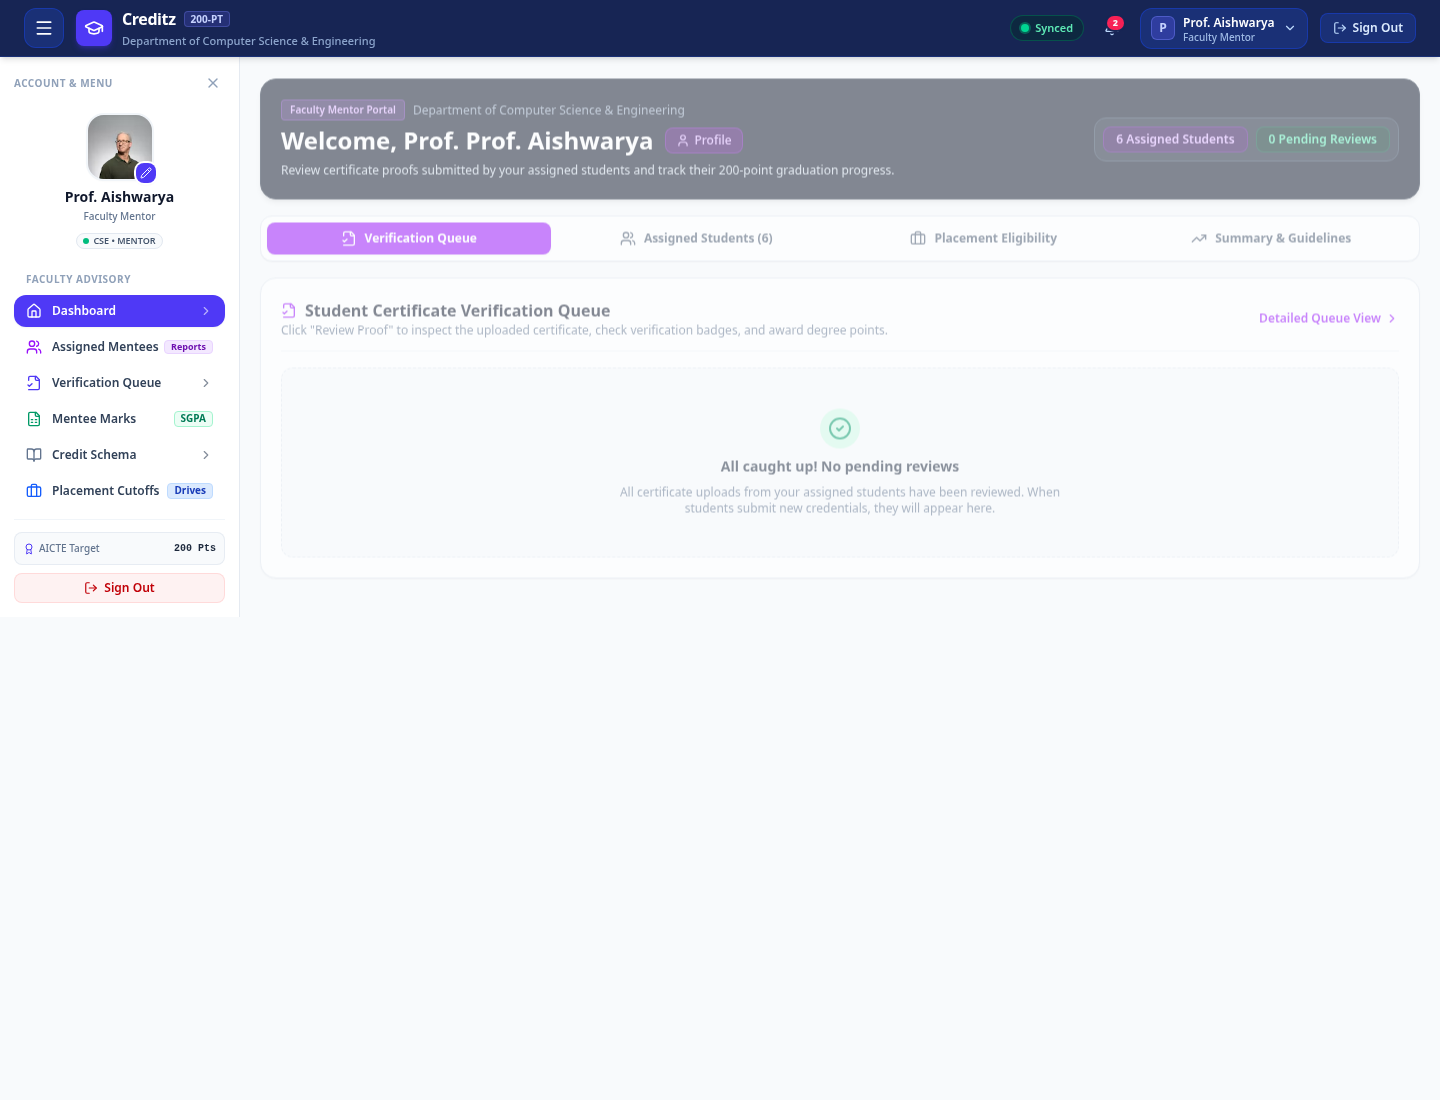 Creditz 200-PT
Department of Computer Science & Engineering
Synced
2
P
Prof. Aishwarya
Faculty Mentor
Sign Out
ACCOUNT & MENU
Prof. Aishwarya
Faculty Mentor
CSE • MENTOR
FACULTY ADVISORY
Dashboard
Assigned Mentees Reports
Verification Queue
Mentee Marks SGPA
Credit Schema
Placement Cutoffs Drives
AICTE Target 200 Pts
Sign Out
Faculty Mentor Portal Department of Computer Science & Engineering
Welcome, Prof. Prof. Aishwarya Profile
Review certificate proofs submitted by your assigned students and track their 200-point graduation progress.
6 Assigned Students 0 Pending Reviews
Verification Queue Assigned Students (6) Placement Eligibility Summary & Guidelines
Student Certificate Verification Queue
Click "Review Proof" to inspect the uploaded certificate, check verification badges, and award degree points.
Detailed Queue View
All caught up! No pending reviews
All certificate uploads from your assigned students have been reviewed. When
students submit new credentials, they will appear here.